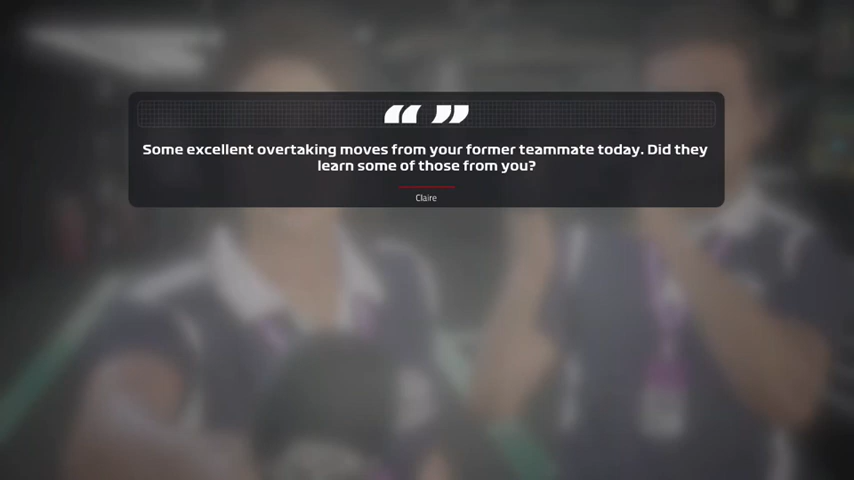 Some excellent overtaking moves from your former teammate today. Did they
learn some of those from you?
Claire